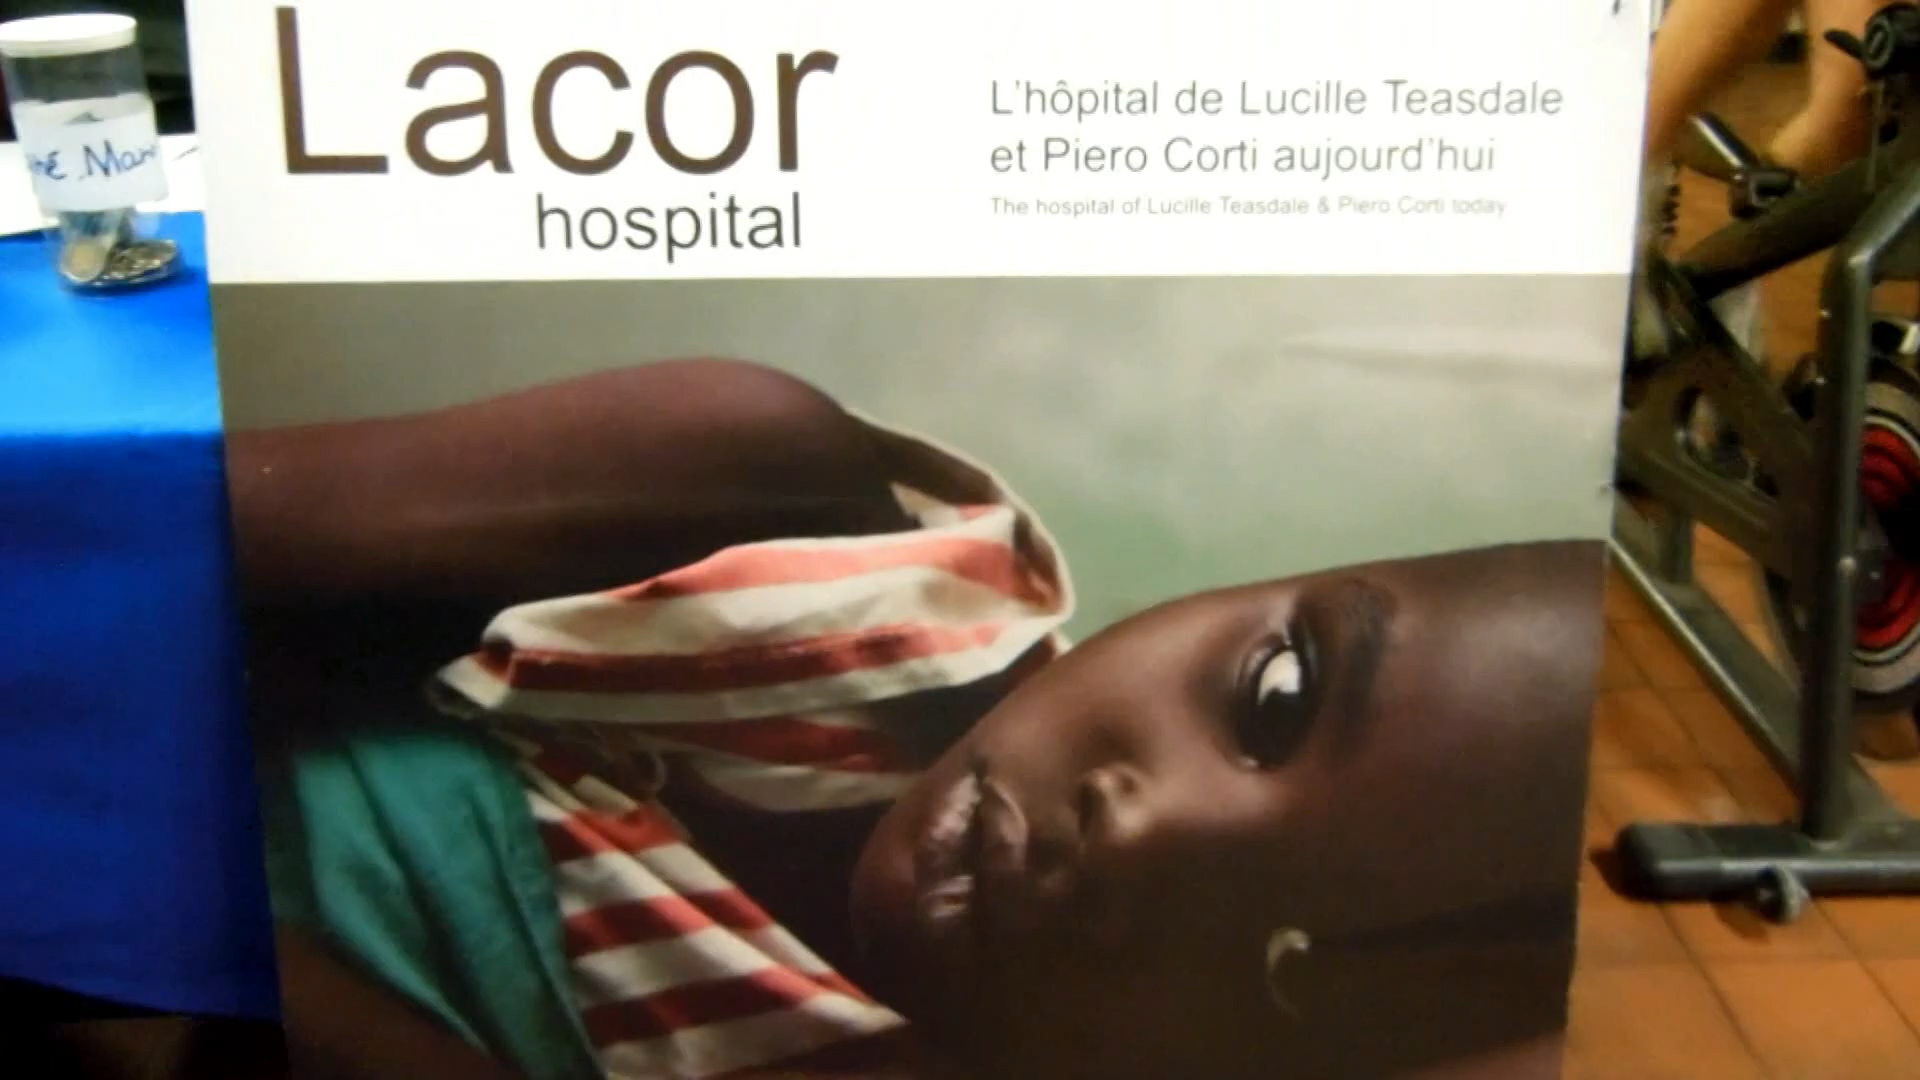 Lacor
hospital
L'hôpital de Lucille Teasdale
et Piero Corti aujourd'hui
The hospital of Lucille Teasdale & Piero Corti today